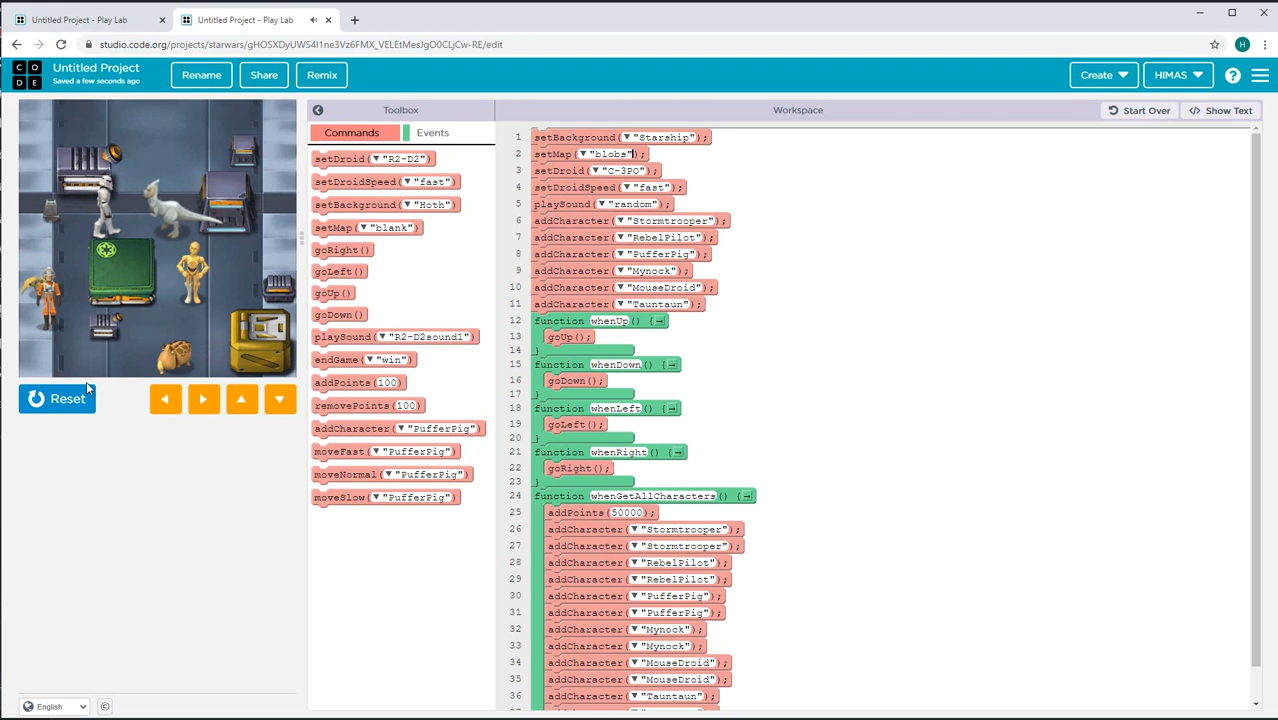 Untitled Project - Play Lab
Untitled Project - Play Lab
studio.code.org/projects/starwars/gHOSXDyUWS4I1ne3Vz6FMX_VELEtMesJgO0CLjCw-RE/edit
H
C O D E
Untitled Project
Saved a few seconds ago
Rename
Share
Remix
Create
HIMAS
Toolbox
Workspace
Start Over
Show Text
Commands
Events
setDroid("R2-D2")
setDroidSpeed("fast")
setBackground("Hoth")
setMap("blank")
goRight()
goLeft()
goUp()
goDown()
playSound("R2-D2sound1")
endGame("win")
addPoints(100)
removePoints(100)
addCharacter("PufferPig")
moveFast("PufferPig")
moveNormal("PufferPig")
moveSlow("PufferPig")
1 setBackground("Starship");
2 setMap("blobs");
3 setDroid("C-3PO");
4 setDroidSpeed("fast");
5 playSound("random");
6 addCharacter("Stormtrooper");
7 addCharacter("RebelPilot");
8 addCharacter("PufferPig");
9 addCharacter("Mynock");
10 addCharacter("MouseDroid");
11 addCharacter("Tauntaun");
12 function whenUp() {
13 goUp();
14 }
15 function whenDown() {
16 goDown();
17 }
18 function whenLeft() {
19 goLeft();
20 }
21 function whenRight() {
22 goRight();
23 }
24 function whenGetAllCharacters() {
25 addPoints(50000);
26 addCharacter("Stormtrooper");
27 addCharacter("Stormtrooper");
28 addCharacter("RebelPilot");
29 addCharacter("RebelPilot");
30 addCharacter("PufferPig");
31 addCharacter("PufferPig");
32 addCharacter("Mynock");
33 addCharacter("Mynock");
34 addCharacter("MouseDroid");
35 addCharacter("MouseDroid");
36 addCharacter("Tauntaun");
Reset
English